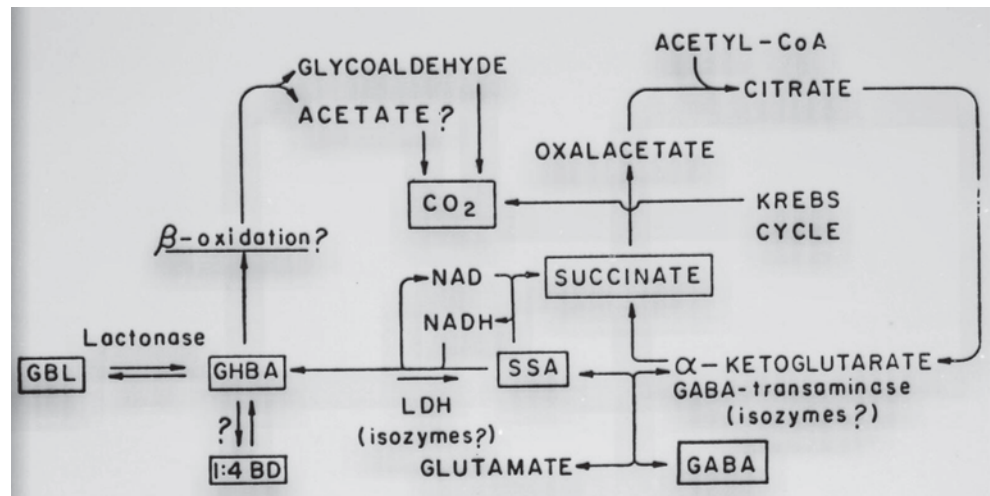 ACETYL-CoA
GLYCOALDEHYDE
CITRATE
ACETATE?
OXALACETATE
CO2
KREBS
CYCLE
β-oxidation?
NAD
SUCCINATE
NADH
Lactonase
GBL
GHBA
SSA
α-KETOGLUTARATE
GABA-transaminase
(isozymes?)
LDH
(isozymes?)
?
1:4 BD
GLUTAMATE
GABA